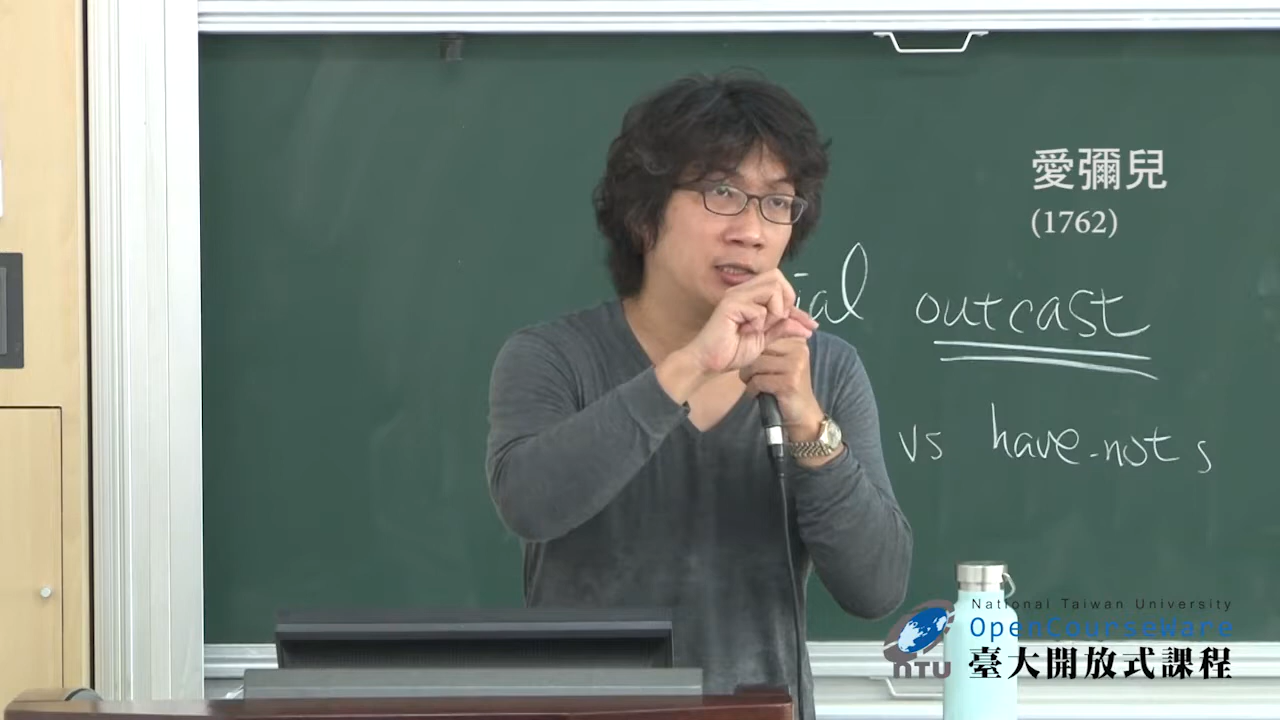 愛彌兒
(1762)
outcast
vs have-nots
National Taiwan University
OpenCourseWare
NTU
臺大開放式課程